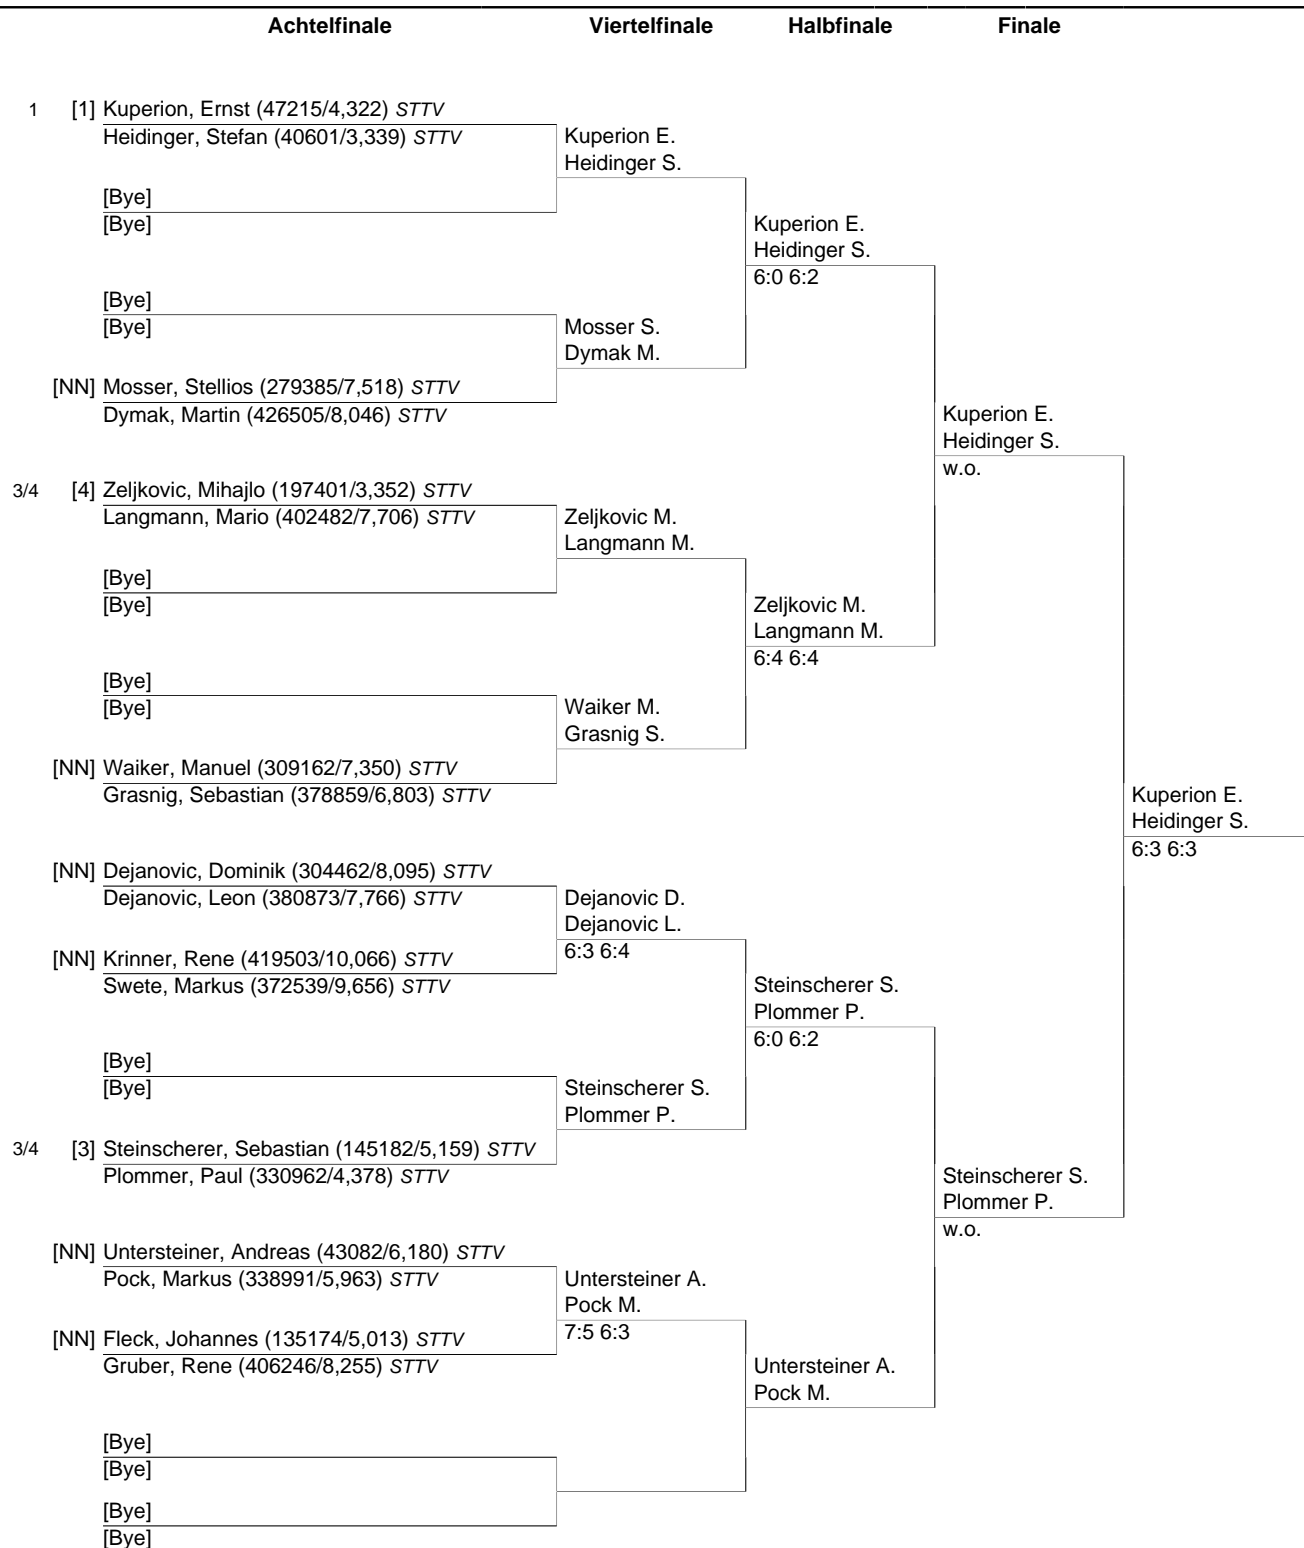 Achtelfinale Viertelfinale Halbfinale Finale
1 [1] Kuperion, Ernst (47215/4,322) STTV
Heidinger, Stefan (40601/3,339) STTV Kuperion E.
Heidinger S.
[Bye]
[Bye] Kuperion E.
Heidinger S.
6:0 6:2
[Bye]
[Bye] Mosser S.
Dymak M.
[NN] Mosser, Stellios (279385/7,518) STTV
Dymak, Martin (426505/8,046) STTV Kuperion E.
Heidinger S.
w.o.
3/4 [4] Zeljkovic, Mihajlo (197401/3,352) STTV
Langmann, Mario (402482/7,706) STTV Zeljkovic M.
Langmann M.
[Bye]
[Bye] Zeljkovic M.
Langmann M.
6:4 6:4
[Bye]
[Bye] Waiker M.
Grasnig S.
[NN] Waiker, Manuel (309162/7,350) STTV
Grasnig, Sebastian (378859/6,803) STTV Kuperion E.
Heidinger S.
6:3 6:3
[NN] Dejanovic, Dominik (304462/8,095) STTV
Dejanovic, Leon (380873/7,766) STTV Dejanovic D.
Dejanovic L.
6:3 6:4
[NN] Krinner, Rene (419503/10,066) STTV
Swete, Markus (372539/9,656) STTV Steinscherer S.
Plommer P.
6:0 6:2
[Bye]
[Bye] Steinscherer S.
Plommer P.
3/4 [3] Steinscherer, Sebastian (145182/5,159) STTV
Plommer, Paul (330962/4,378) STTV Steinscherer S.
Plommer P.
w.o.
[NN] Untersteiner, Andreas (43082/6,180) STTV
Pock, Markus (338991/5,963) STTV Untersteiner A.
Pock M.
7:5 6:3
[NN] Fleck, Johannes (135174/5,013) STTV
Gruber, Rene (406246/8,255) STTV Untersteiner A.
Pock M.
[Bye]
[Bye]
[Bye]
[Bye]